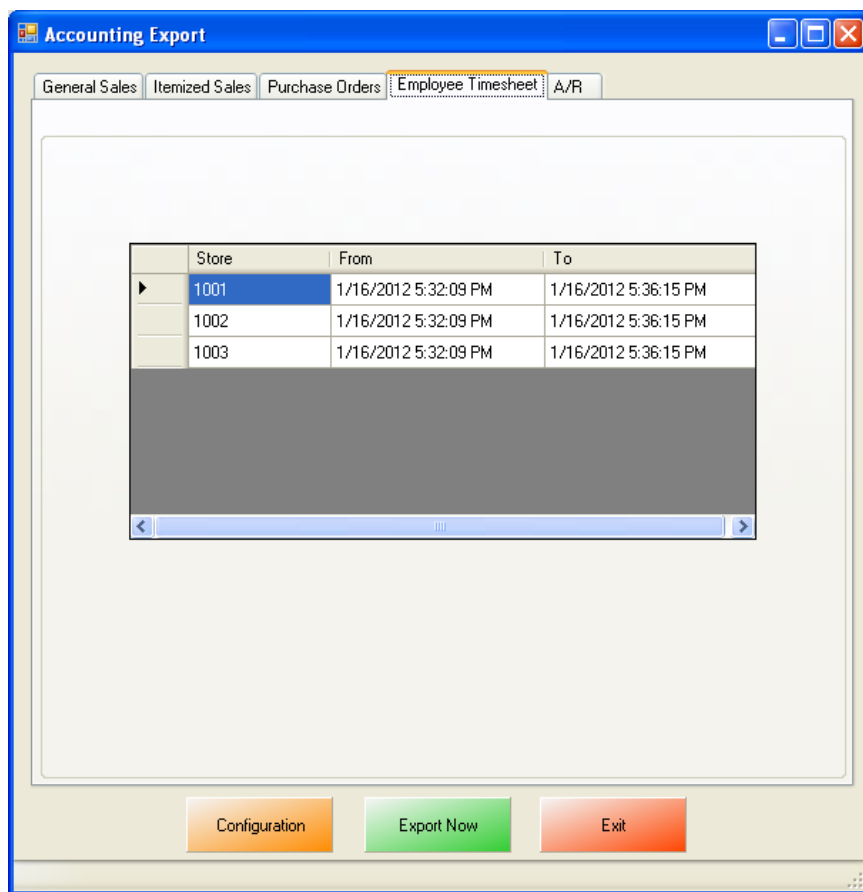 Accounting Export
General Sales Itemized Sales Purchase Orders Employee Timesheet A/R
Store From To
1001 1/16/2012 5:32:09 PM 1/16/2012 5:36:15 PM
1002 1/16/2012 5:32:09 PM 1/16/2012 5:36:15 PM
1003 1/16/2012 5:32:09 PM 1/16/2012 5:36:15 PM
Configuration Export Now Exit